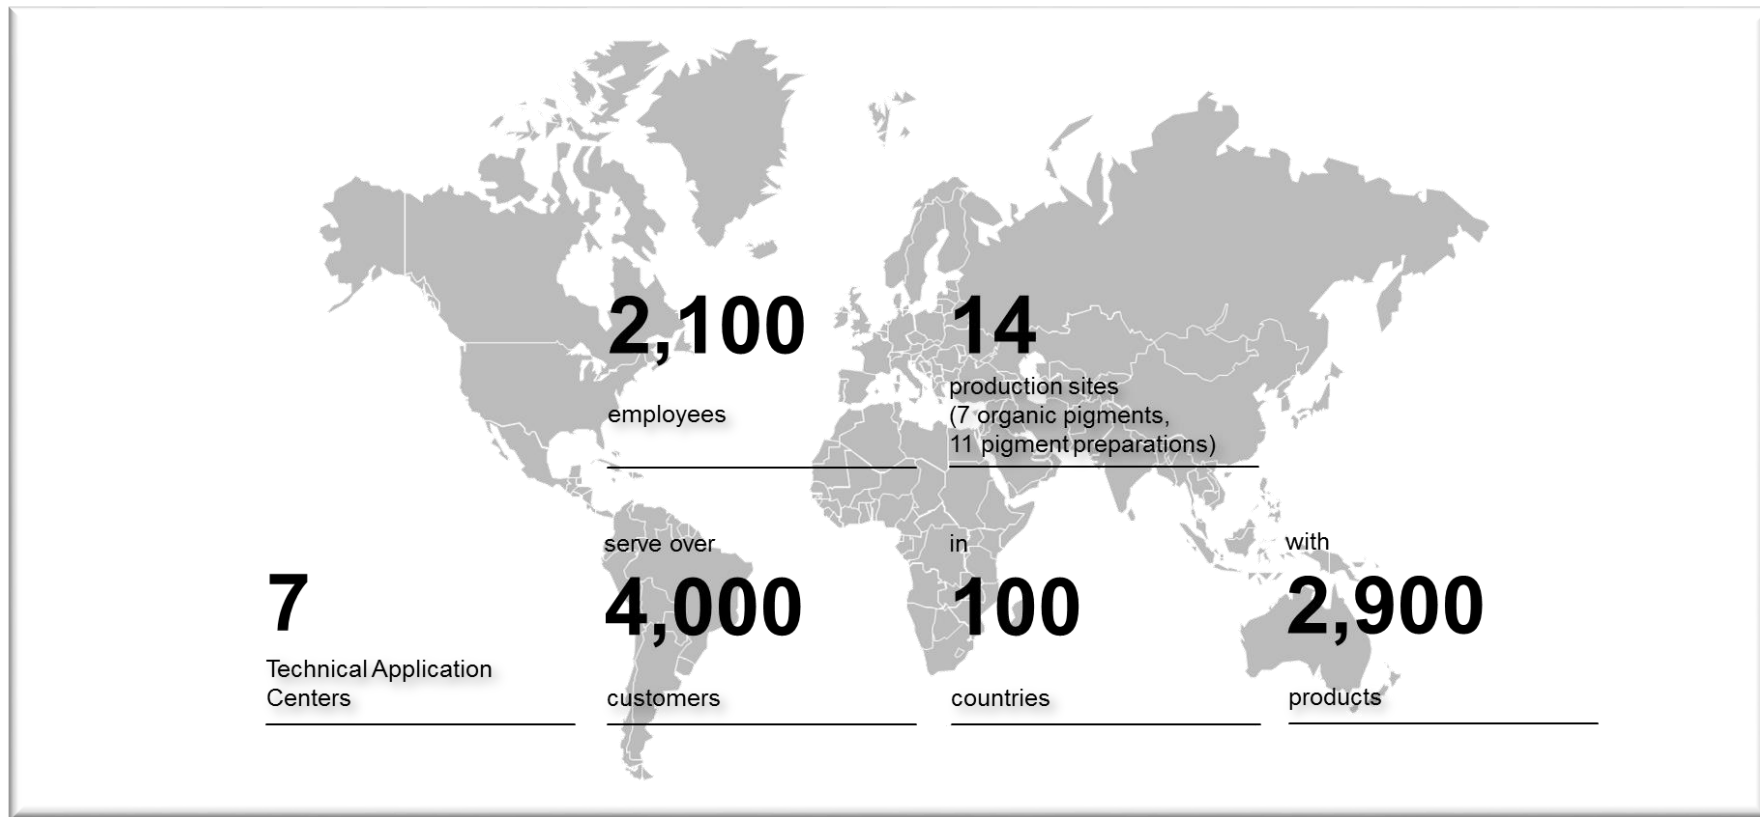 2,100
employees
14
production sites
(7 organic pigments,
11 pigment preparations)
7
Technical Application
Centers
serve over
4,000
customers
in
100
countries
with
2,900
products